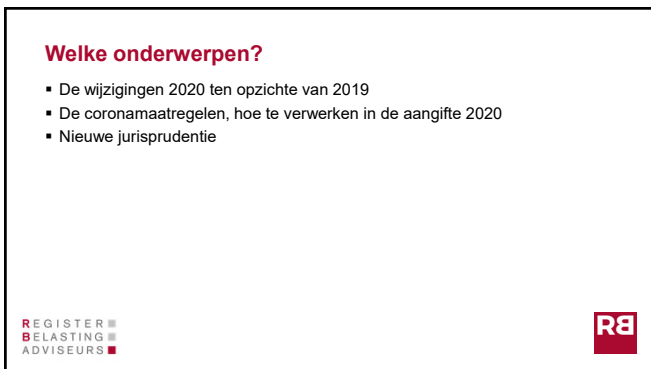 Welke onderwerpen?
▪ De wijzigingen 2020 ten opzichte van 2019
▪ De coronamaatregelen, hoe te verwerken in de aangifte 2020
▪ Nieuwe jurisprudentie
REGISTER
BELASTING
ADVISEURS
RB